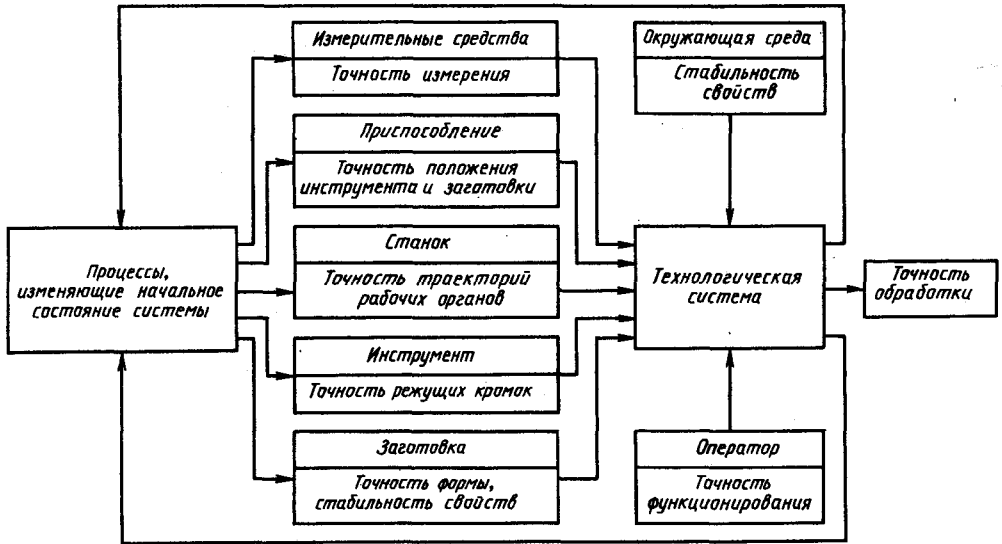 Измерительные средства
Точность измерения
Окружающая среда
Стабильность
свойств
Приспособление
Точность положения
инструмента и заготовки
Процессы,
изменяющие начальное
состояние системы
Станок
Точность траекторий
рабочих органов
Технологическая
система
Точность
обработки
Инструмент
Точность режущих кромок
Заготовка
Точность формы,
стабильность свойств
Оператор
Точность
функционирования